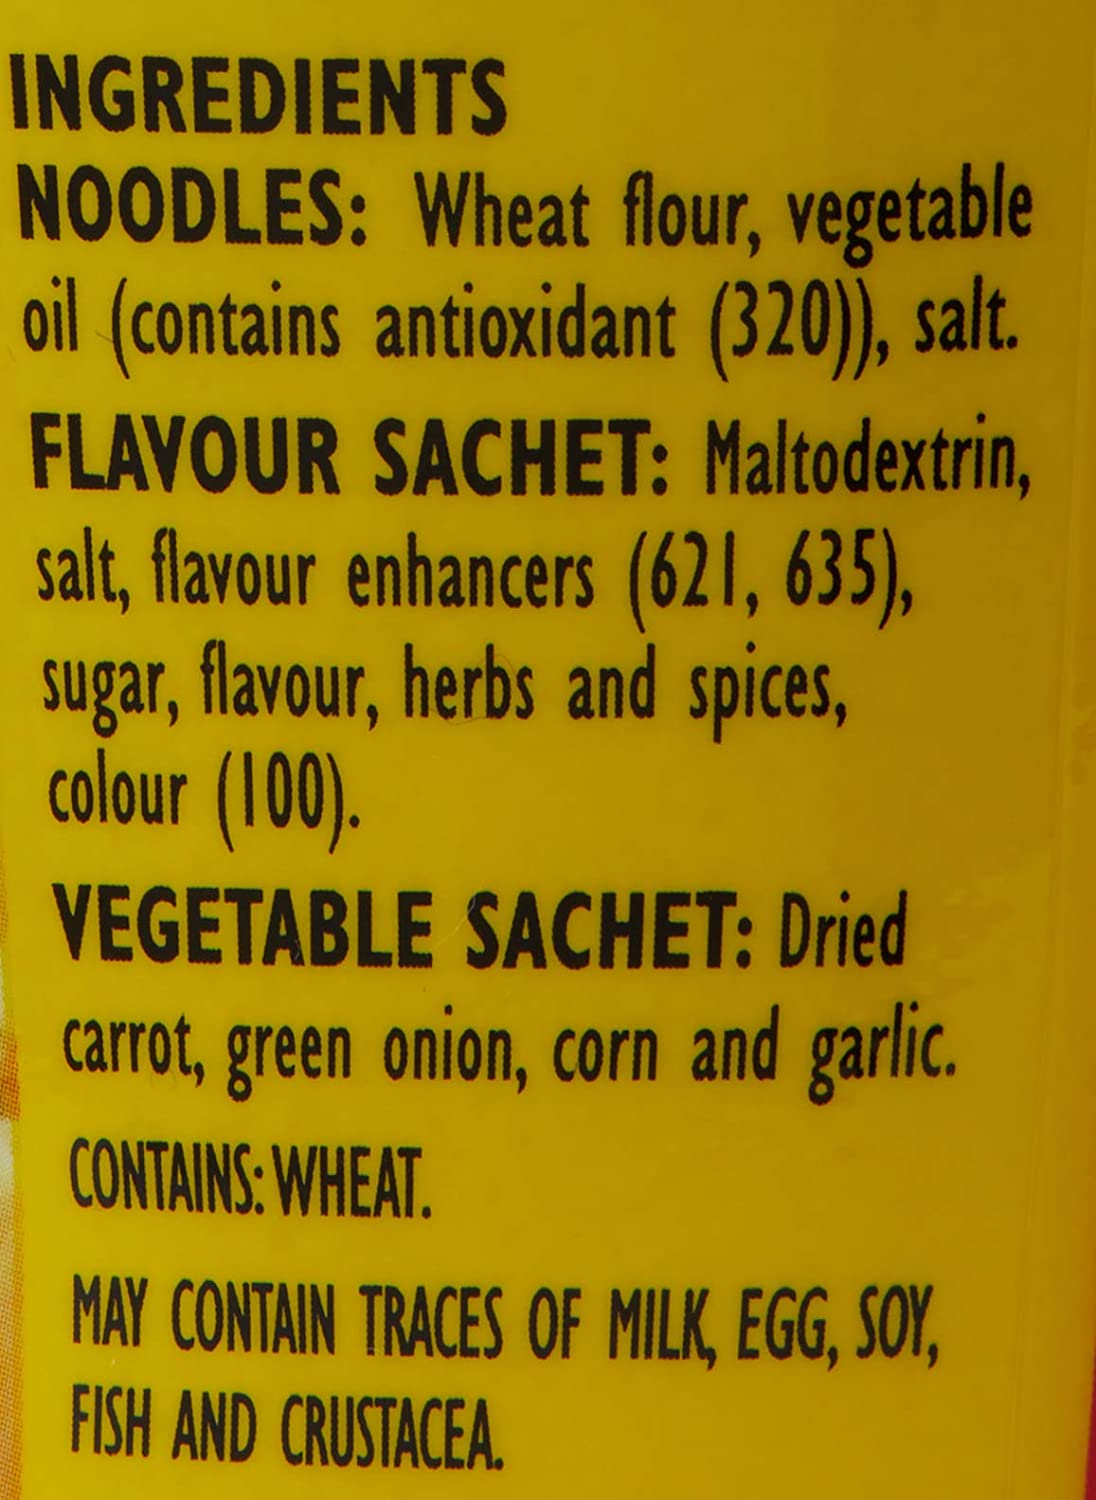 INGREDIENTS
NOODLES: Wheat flour, vegetable
oil (contains antioxidant (320)), salt.
FLAVOUR SACHET: Maltodextrin,
salt, flavour enhancers (621, 635),
sugar, flavour, herbs and spices,
colour (100).
VEGETABLE SACHET: Dried
carrot, green onion, corn and garlic.
CONTAINS: WHEAT.
MAY CONTAIN TRACES OF MILK, EGG, SOY,
FISH AND CRUSTACEA.